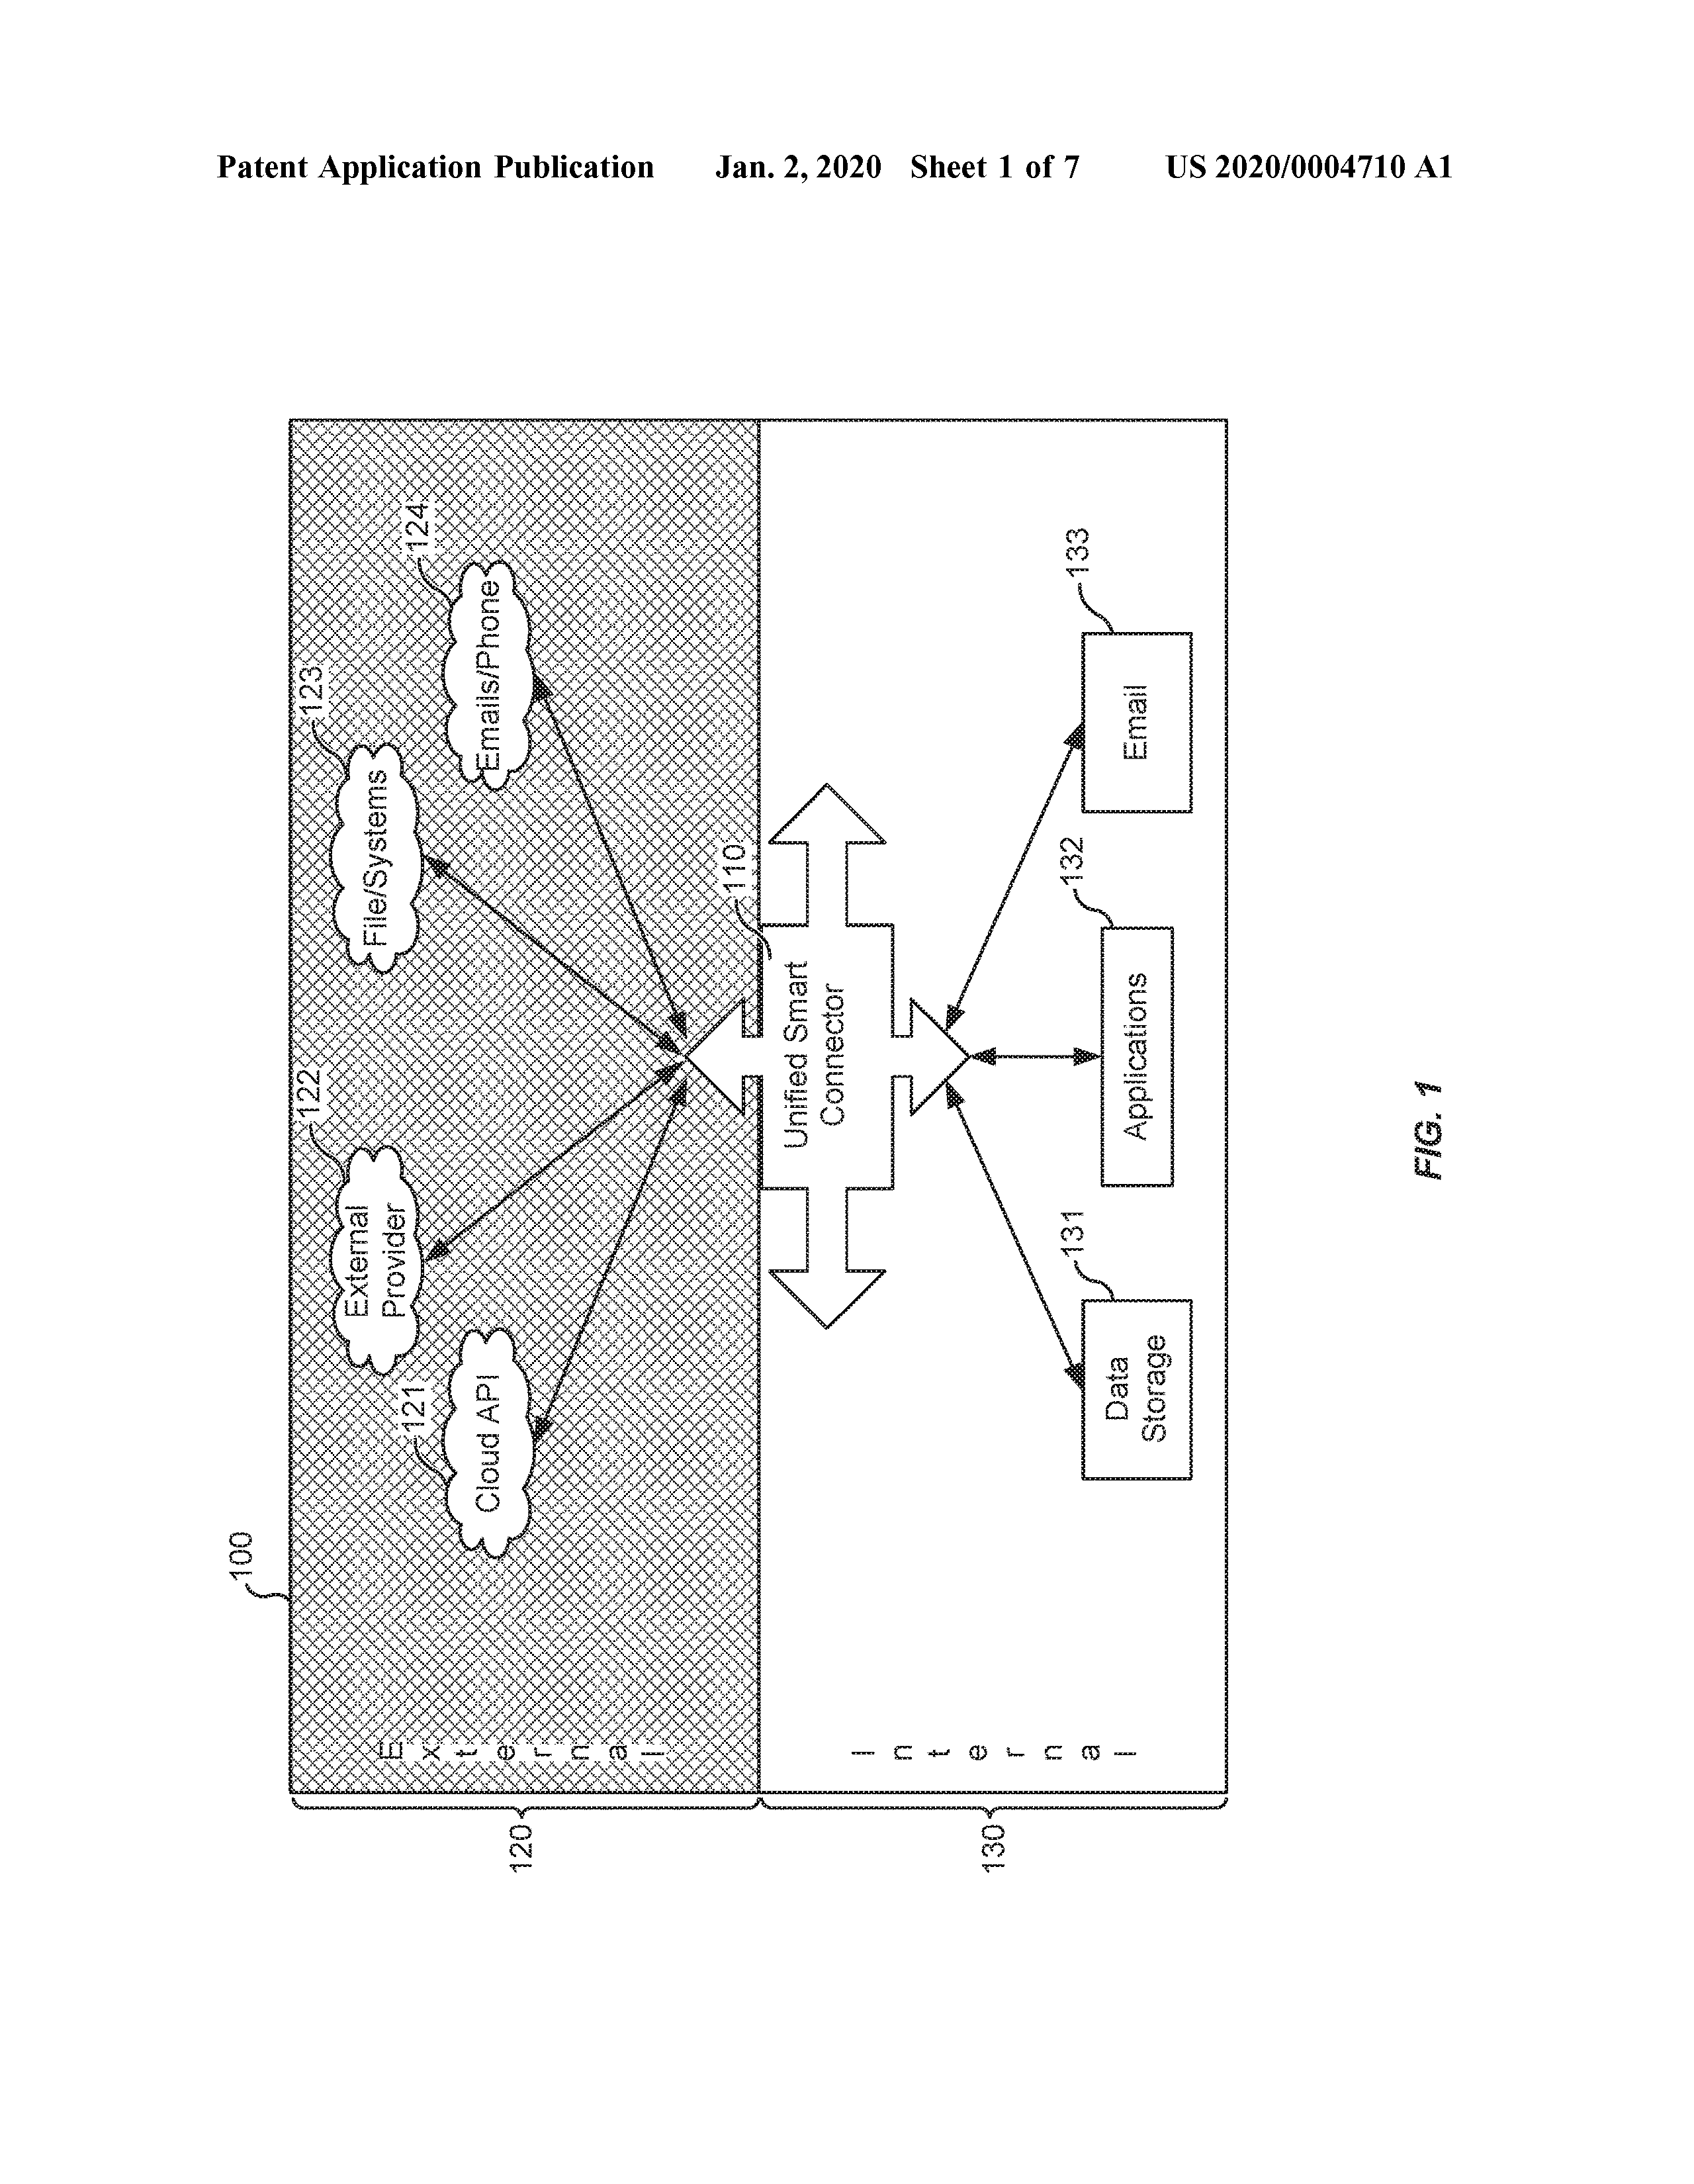 Patent Application Publication Jan. 2, 2020 Sheet 1 of 7 US 2020/0004710 A1
100
120
External
121
Cloud API
122
External
Provider
123
File/Systems
124
Emails/Phone
110
Unified Smart
Connector
130
Internal
131
Data
Storage
132
Applications
133
Email
FIG. 1